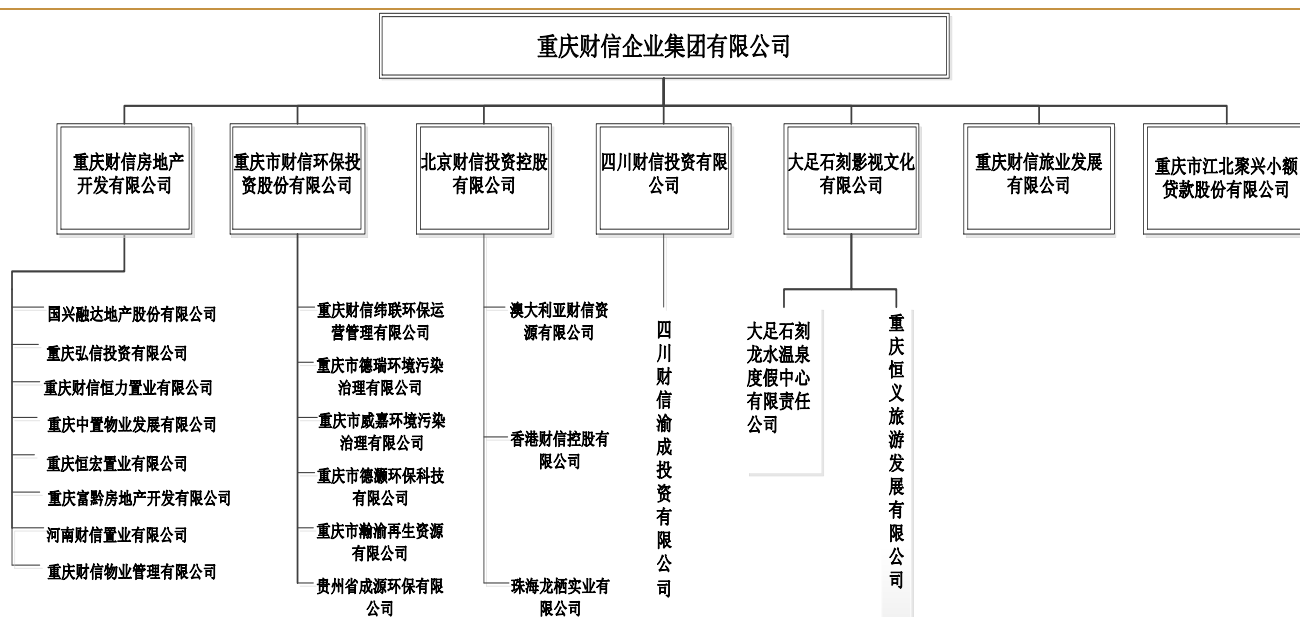 重庆财信企业集团有限公司
重庆财信房地产
开发有限公司
重庆市财信环保投
资股份有限公司
北京财信投资控股
有限公司
四川财信投资有限
公司
大足石刻影视文化
有限公司
重庆财信旅业发展
有限公司
重庆市江北聚兴小额
贷款股份有限公司
国兴融达地产股份有限公司
重庆弘信投资有限公司
重庆财信恒力置业有限公司
重庆中置物业发展有限公司
重庆恒宏置业有限公司
重庆富黔房地产开发有限公司
河南财信置业有限公司
重庆财信物业管理有限公司
重庆财信纬联环保运
营管理有限公司
重庆市德瑞环境污染
治理有限公司
重庆市威嘉环境污染
治理有限公司
重庆市德灏环保科技
有限公司
重庆市瀚渝再生资源
有限公司
贵州省成源环保有限
公司
澳大利亚财信资
源有限公司
香港财信控股有
限公司
珠海龙栖实业有
限公司
四川财信渝成投资有限公司
大足石刻
龙水温泉
度假中心
有限责任
公司
重庆恒义旅游发展有限公司